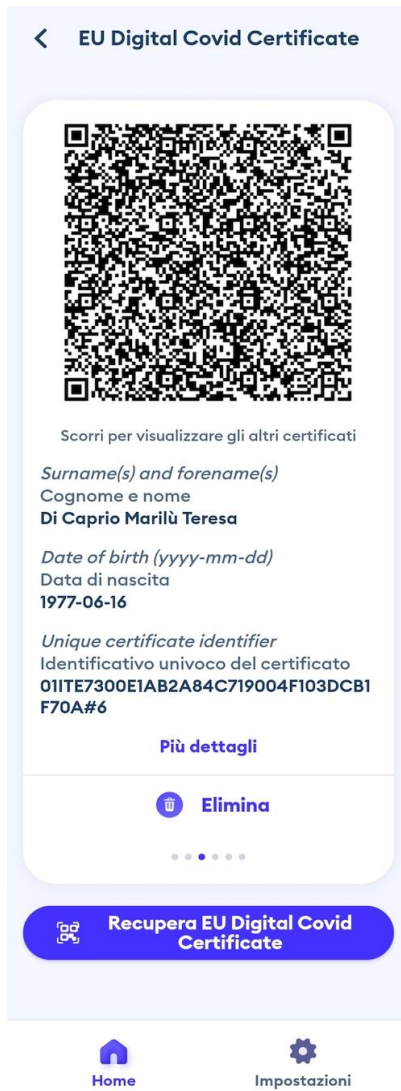 EU Digital Covid Certificate
Scorri per visualizzare gli altri certificati
Surname(s) and forename(s)
Cognome e nome
Di Caprio Marilù Teresa
Date of birth (yyyy-mm-dd)
Data di nascita
1977-06-16
Unique certificate identifier
Identificativo univoco del certificato
01ITE7300E1AB2A84C719004F103DCB1
F70A#6
Più dettagli
Elimina
Recupera EU Digital Covid
Certificate
Home
Impostazioni